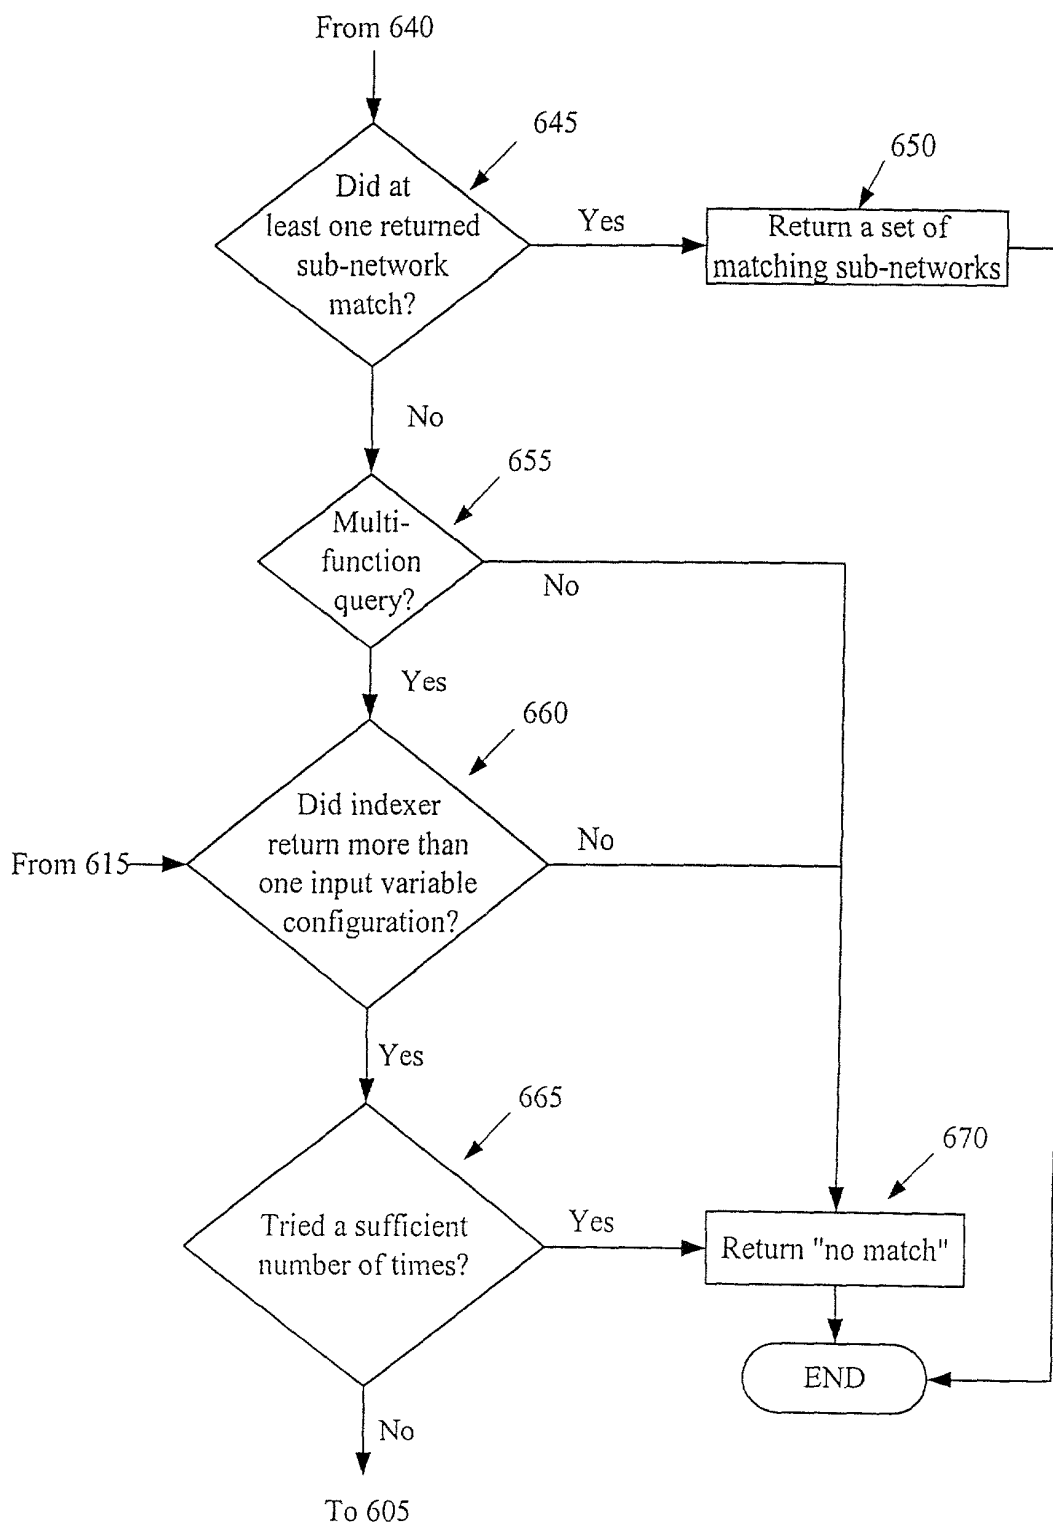 From 640
645
Did at
least one returned
sub-network
match?
Yes
650
Return a set of
matching sub-networks
No
655
Multi-
function
query?
No
Yes
660
From 615
Did indexer
return more than
one input variable
configuration?
No
Yes
665
Tried a sufficient
number of times?
Yes
670
Return "no match"
END
No
To 605